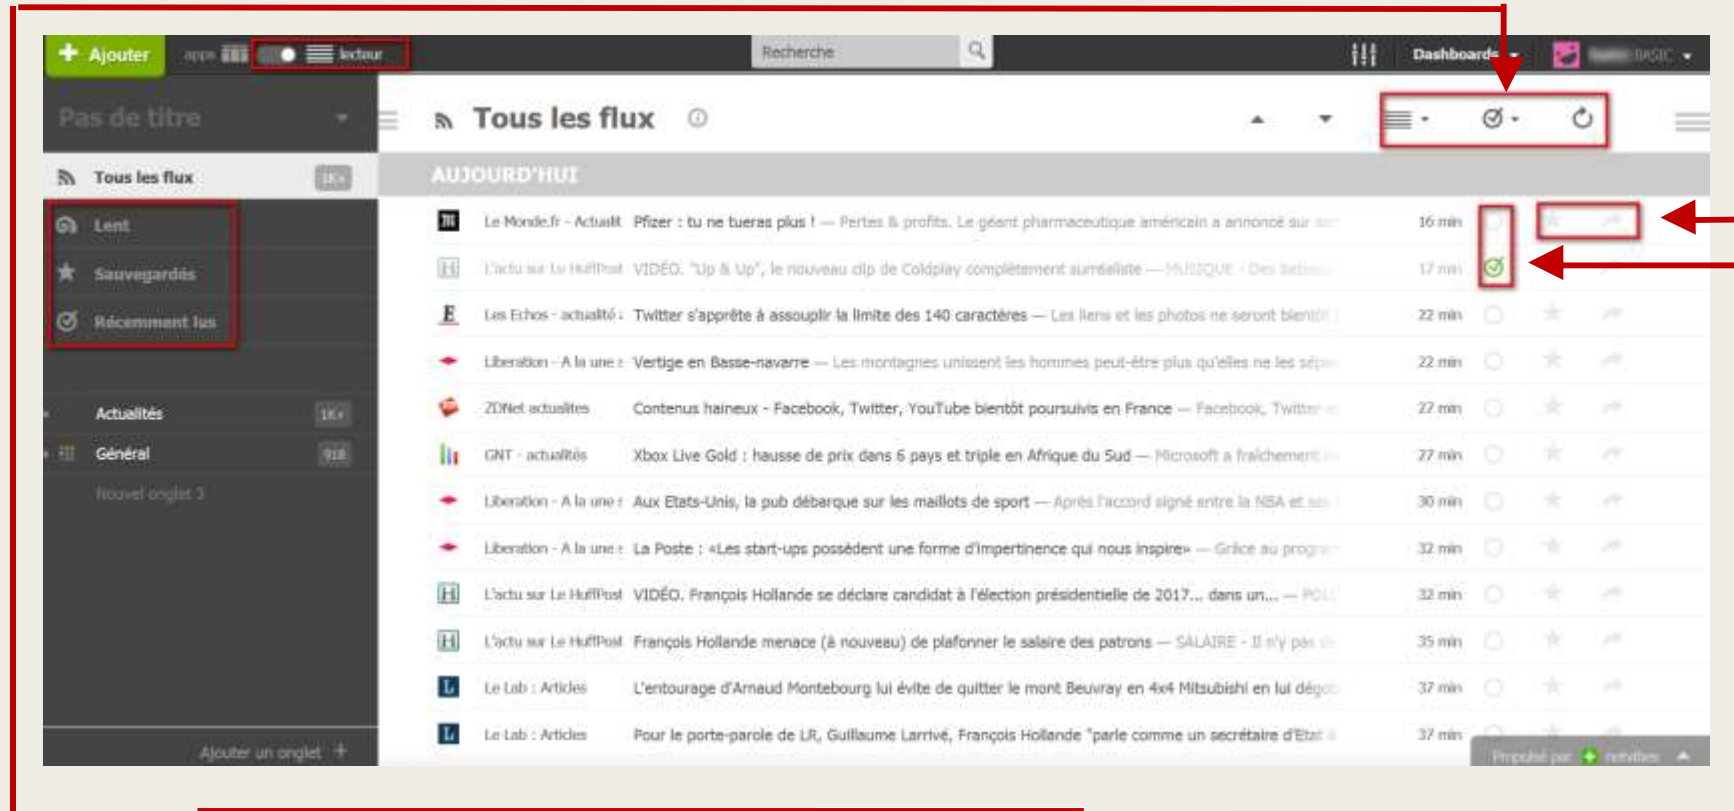 Ajouter apps lecteur Recherche Dashboards BASIC
Pas de titre Tous les flux
Tous les flux 1K+ AUJOURD'HUI
Lent
Sauvegardés
Récemment lus
Actualités 1K+
Général 918
Nouvel onglet 3
Ajouter un onglet +
Le Monde.fr - Actualit Pfizer : tu ne tueras plus ! — Pertes & profits. Le géant pharmaceutique américain a annoncé sur 16 min
L'actu sur Le HuffPost VIDÉO. "Up & Up", le nouveau clip de Coldplay complètement surréaliste — MUSIQUE - Des 17 min
Les Echos - actualité Twitter s'apprête à assouplir la limite des 140 caractères — Les liens et les photos ne seront bientôt 22 min
Liberation - A la une Vertige en Basse-navarre — Les montagnes unissent les hommes peut-être plus qu'elles ne les 22 min
ZDNet actualites Contenus haineux - Facebook, Twitter, YouTube bientôt poursuivis en France — Facebook, Twitter 27 min
GNT - actualités Xbox Live Gold : hausse de prix dans 6 pays et triple en Afrique du Sud — Microsoft a fraîchement 27 min
Liberation - A la une Aux Etats-Unis, la pub débarque sur les maillots de sport — Après l'accord signé entre la NBA et 30 min
Liberation - A la une La Poste : «Les start-ups possèdent une forme d'impertinence qui nous inspire» — Grâce au 32 min
L'actu sur Le HuffPost VIDÉO. François Hollande se déclare candidat à l'élection présidentielle de 2017... dans un... — 32 min
L'actu sur Le HuffPost François Hollande menace (à nouveau) de plafonner le salaire des patrons — SALAIRE - Il n'y pas 35 min
Le Lab : Articles L'entourage d'Arnaud Montebourg lui évite de quitter le mont Beuvray en 4x4 Mitsubishi en lui 37 min
Le Lab : Articles Pour le porte-parole de LR, Guillaume Larrivé, François Hollande "parle comme un secrétaire d'Etat 37 min
Propulsé par netvibes